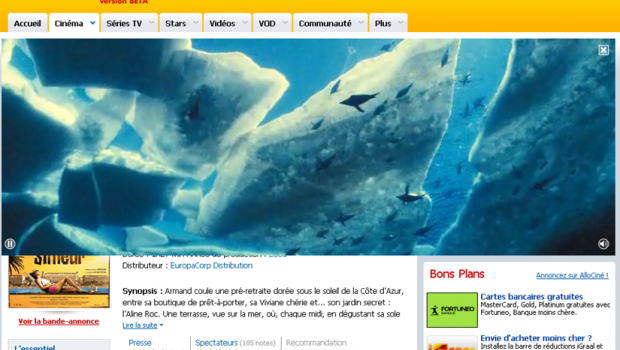 version BETA
Accueil
Cinéma
Séries TV
Stars
Vidéos
VOD
Communauté
Plus
Distributeur : EuropaCorp Distribution
Synopsis : Armand coule une pré-retraite dorée sous le soleil de la Côte d'Azur,
entre sa boutique de prêt-à-porter, sa Viviane chérie et... son jardin secret :
l'Aline Roc. Une terrasse, vue sur la mer, où, chaque midi, en dégustant sa sole
Lire la suite
Voir la bande-annonce
Presse
Spectateurs (185 notes)
Recommandation
L'essentiel
Bons Plans
Annoncez sur AlloCiné !
FORTUNEO
Cartes bancaires gratuites
MasterCard, Gold, Platinum gratuites avec
Fortuneo, Banque moins chère.
Envie d'acheter moins cher ?
Installez la barre de réductions iGraal et